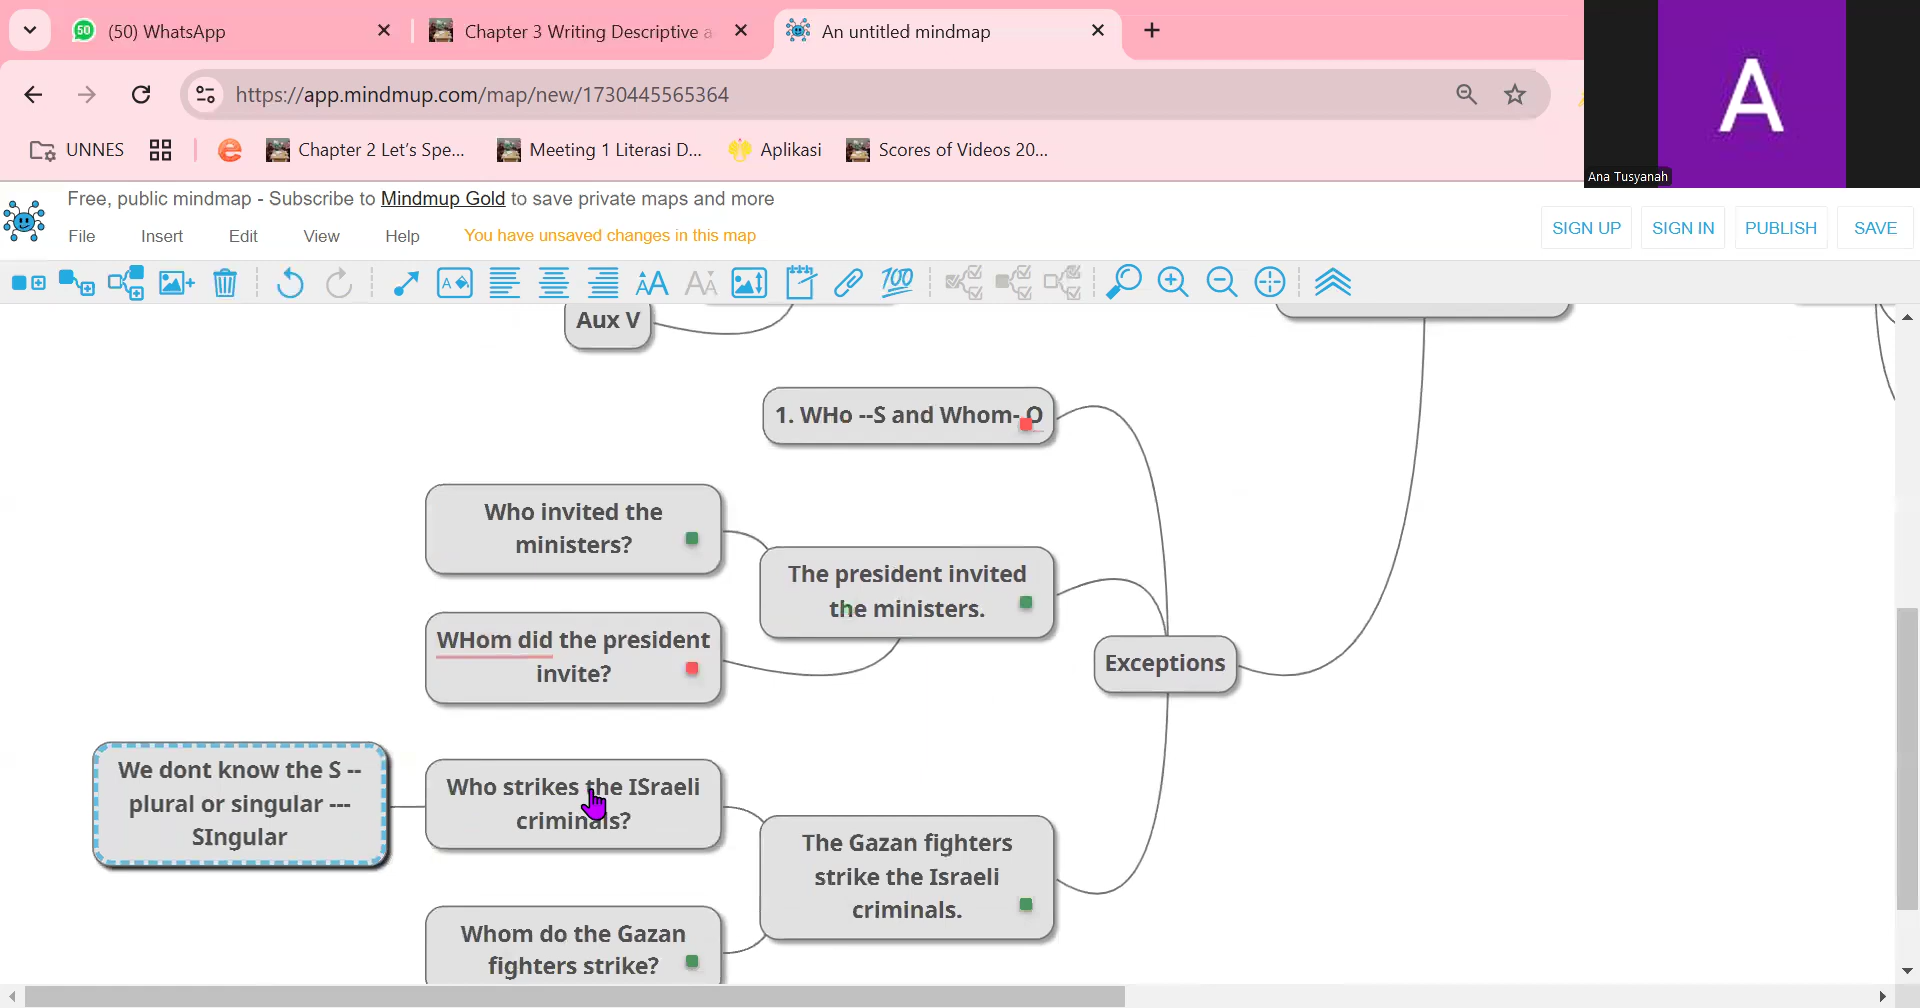 50
(50) WhatsApp
Chapter 3 Writing Descriptive a
An untitled mindmap
https://app.mindmup.com/map/new/1730445565364
UNNES
Chapter 2 Let's Spe...
Meeting 1 Literasi D...
Aplikasi
Scores of Videos 20...
A
Ana Tusyanah
Free, public mindmap - Subscribe to Mindmup Gold to save private maps and more
File
Insert
Edit
View
Help
You have unsaved changes in this map
SIGN UP
SIGN IN
PUBLISH
SAVE
Aux V
1. WHo --S and Whom- O
Who invited the
ministers?
The president invited
the ministers.
WHom did the president
invite?
Exceptions
We dont know the S --
plural or singular ---
SIngular
Who strikes the ISraeli
criminals?
The Gazan fighters
strike the Israeli
criminals.
Whom do the Gazan
fighters strike?